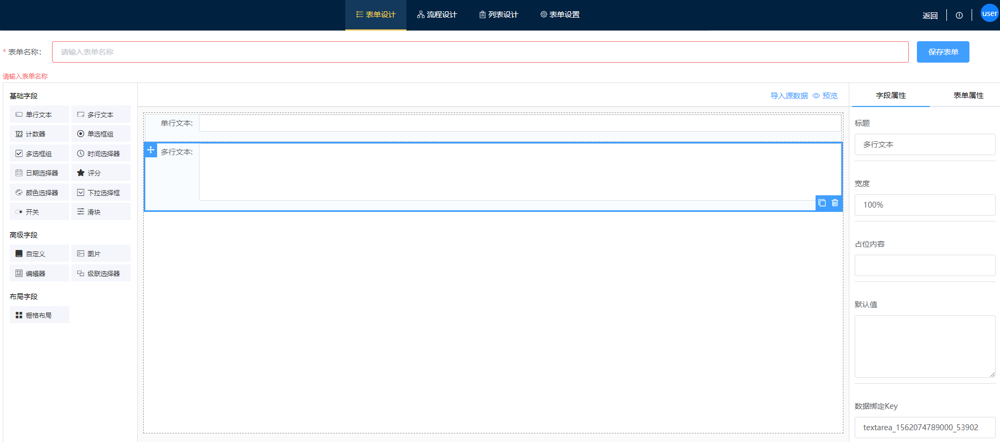 表单设计 流程设计 列表设计 表单设置 返回 user
* 表单名称: 请输入表单名称 保存表单
请输入表单名称
基础字段
单行文本 多行文本
123 计数器 单选框组
多选框组 时间选择器
日期选择器 评分
颜色选择器 下拉选择框
开关 滑块
高级字段
自定义 图片
编辑器 级联选择器
布局字段
栅格布局
导入源数据 预览
单行文本:
多行文本:
字段属性 表单属性
标题
多行文本
宽度
100%
占位内容
默认值
数据绑定Key
textarea_1562074789000_53902